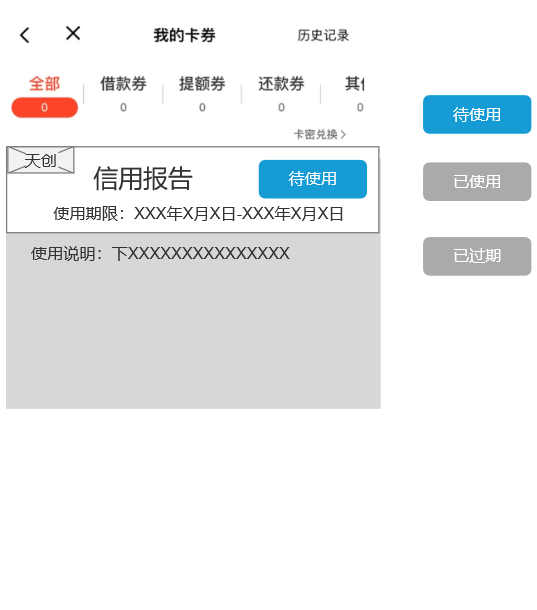 我的卡券 历史记录
全部 借款券 提额券 还款券 其
0 0 0 0 0
卡密兑换
天创
信用报告 待使用
使用期限：XXX年X月X日-XXX年X月X日
使用说明：下XXXXXXXXXXXXXXX
待使用
已使用
已过期